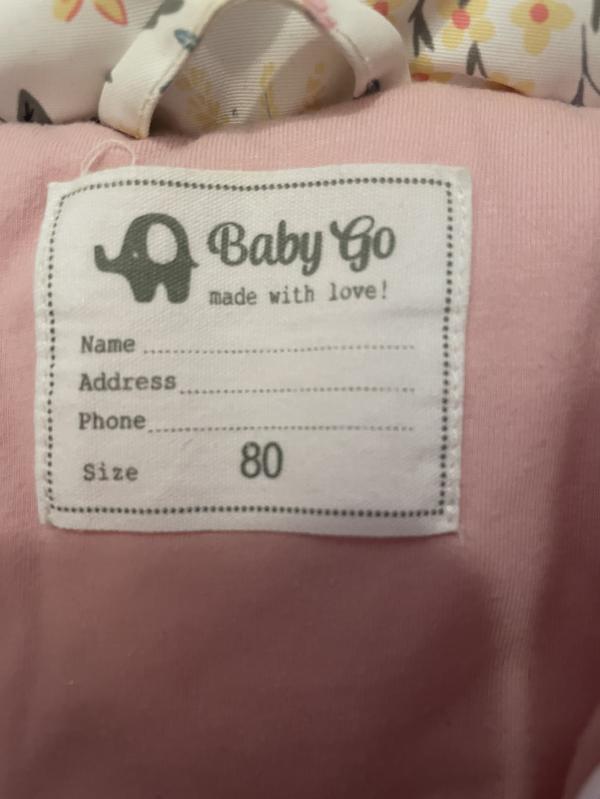 Baby Go
made with love!
Name
Address
Phone
Size 80